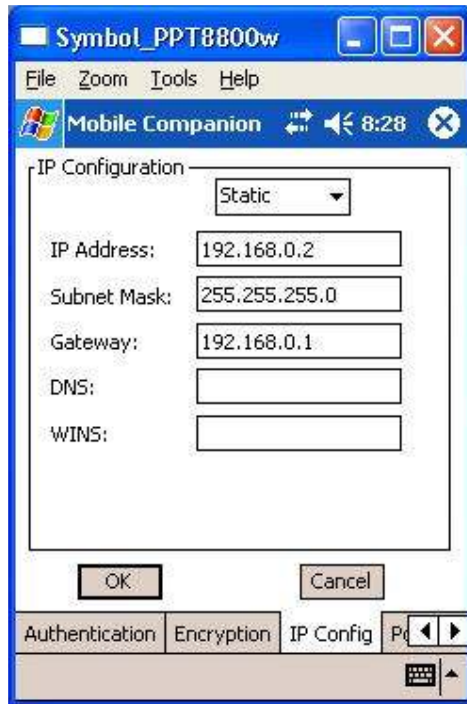 Symbol_PPT8800w
File Zoom Tools Help
Mobile Companion 8:28
IP Configuration
Static
IP Address: 192.168.0.2
Subnet Mask: 255.255.255.0
Gateway: 192.168.0.1
DNS:
WINS:
OK Cancel
Authentication Encryption IP Config